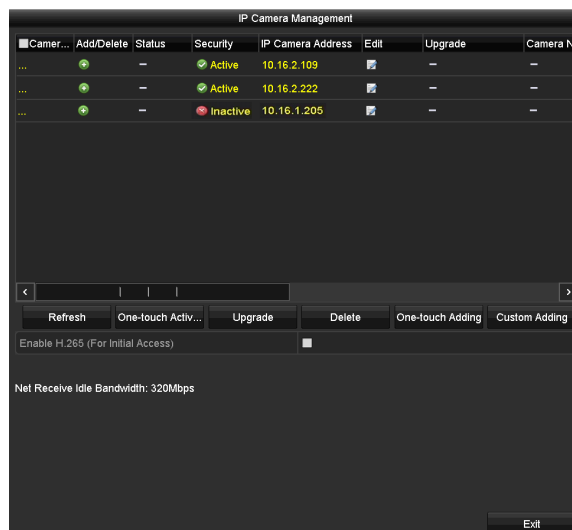 IP Camera Management
Camer... Add/Delete Status Security IP Camera Address Edit Upgrade Camera N
... – Active 10.16.2.109 – –
... – Active 10.16.2.222 – –
... – Inactive 10.16.1.205 – –
Refresh One-touch Activ... Upgrade Delete One-touch Adding Custom Adding
Enable H.265 (For Initial Access)
Net Receive Idle Bandwidth: 320Mbps
Exit